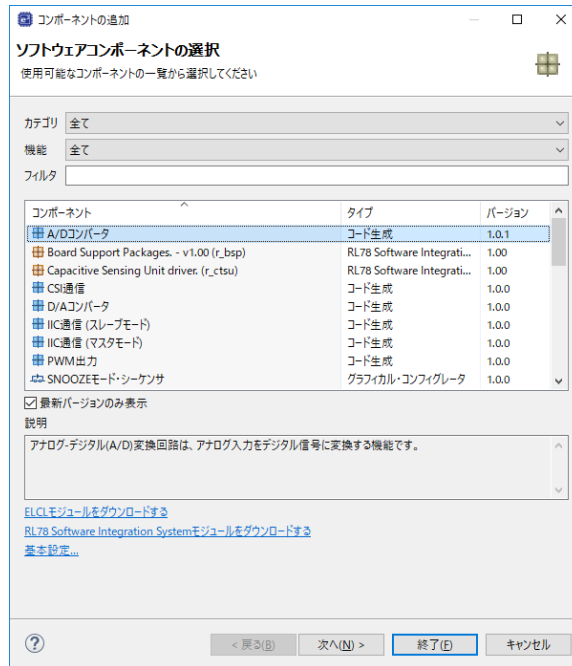 コンポーネントの追加
ソフトウェアコンポーネントの選択
使用可能なコンポーネントの一覧から選択してください
カテゴリ 全て
機能 全て
フィルタ
コンポーネント タイプ バージョン
A/Dコンバータ コード生成 1.0.1
Board Support Packages. - v1.00 (r_bsp) RL78 Software Integrati... 1.00
Capacitive Sensing Unit driver. (r_ctsu) RL78 Software Integrati... 1.00
CSI通信 コード生成 1.0.0
D/Aコンバータ コード生成 1.0.0
IIC通信 (スレーブモード) コード生成 1.0.0
IIC通信 (マスタモード) コード生成 1.0.0
PWM出力 コード生成 1.0.0
SNOOZEモード・シーケンサ グラフィカル・コンフィグレータ 1.0.0
最新バージョンのみ表示
説明
アナログ-デジタル(A/D)変換回路は、アナログ入力をデジタル信号に変換する機能です。
ELCLモジュールをダウンロードする
RL78 Software Integration Systemモジュールをダウンロードする
基本設定...
? < 戻る(B) 次へ(N) > 終了(F) キャンセル